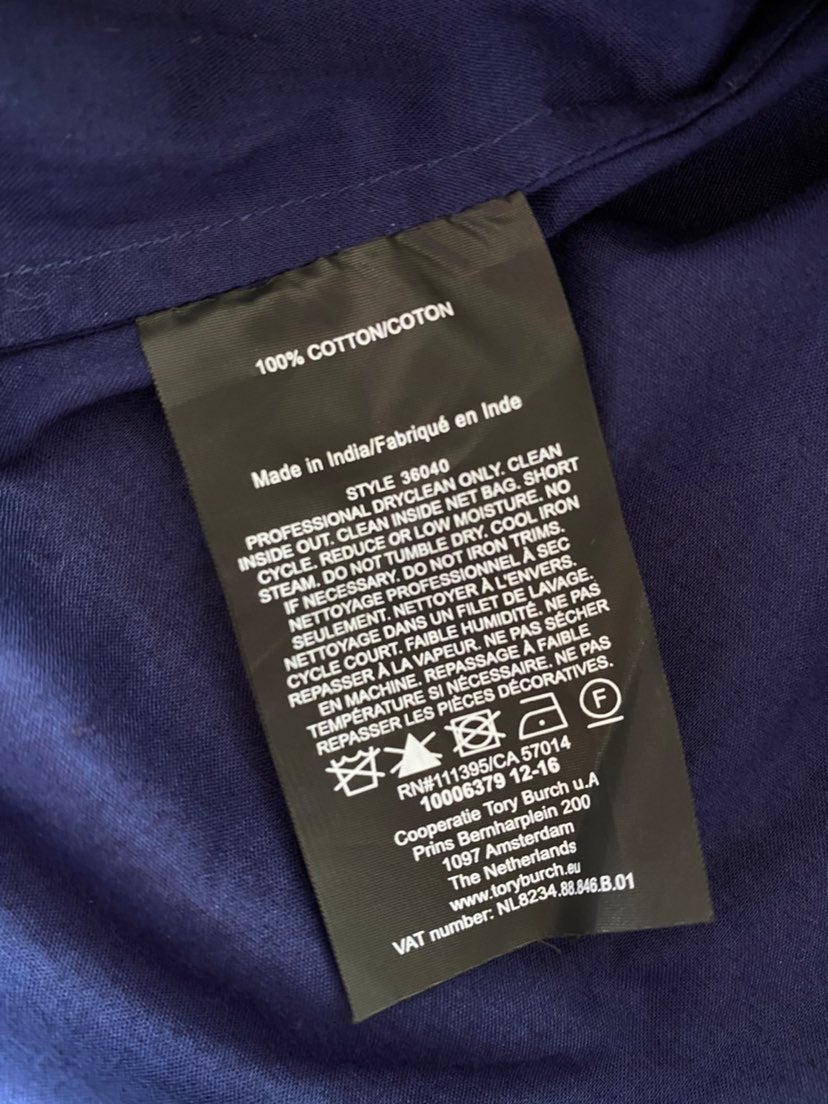 100% COTTON/COTON
Made in India/Fabriqué en Inde
STYLE 36040
PROFESSIONAL DRYCLEAN ONLY. CLEAN
INSIDE OUT. CLEAN INSIDE NET BAG. SHORT
CYCLE. REDUCE OR LOW MOISTURE. NO
STEAM. DO NOT TUMBLE DRY. COOL IRON
IF NECESSARY. DO NOT IRON TRIMS.
NETTOYAGE PROFESSIONNEL À SEC
SEULEMENT. NETTOYER À L'ENVERS.
NETTOYAGE DANS UN FILET DE LAVAGE.
CYCLE COURT. FAIBLE HUMIDITÉ. NE PAS
REPASSER À LA VAPEUR. NE PAS SÉCHER
EN MACHINE. REPASSAGE À FAIBLE
TEMPÉRATURE SI NÉCESSAIRE. NE PAS
REPASSER LES PIÈCES DÉCORATIVES.
F
RN#111395/CA 57014
10006379 12-16
Cooperatie Tory Burch u.A
Prins Bernharplein 200
1097 Amsterdam
The Netherlands
www.toryburch.eu
VAT number: NL8234.88.846.B.01